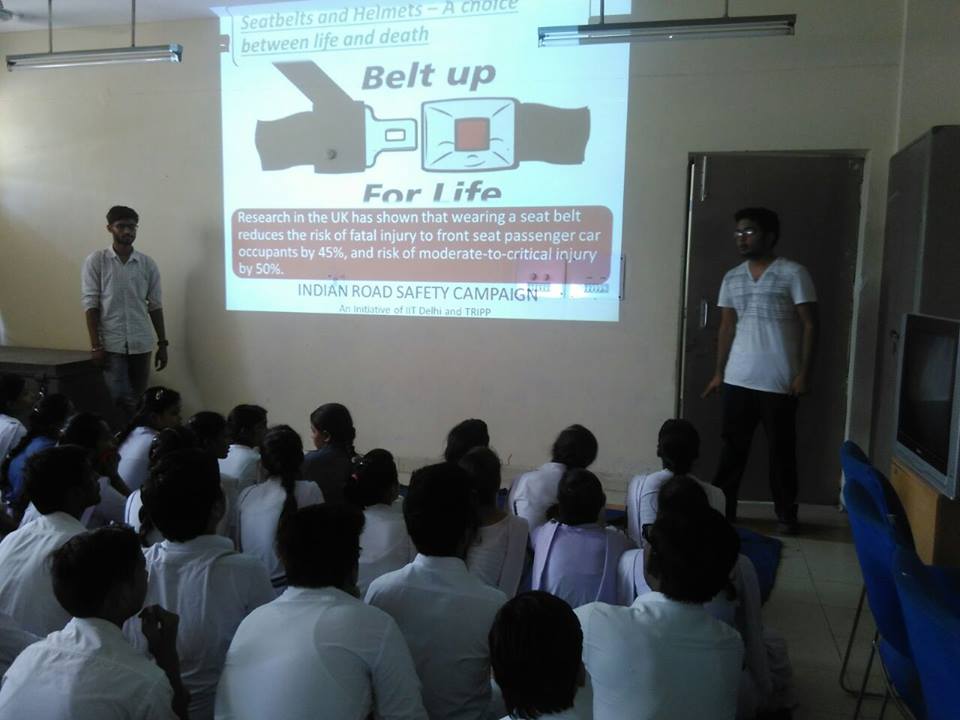 Seatbelts and Helmets – A choice
between life and death
Belt up
For Life
Research in the UK has shown that wearing a seat belt
reduces the risk of fatal injury to front seat passenger car
occupants by 45%, and risk of moderate-to-critical injury
by 50%.
INDIAN ROAD SAFETY CAMPAIGN
An Initiative of IIT Delhi and TRIPP